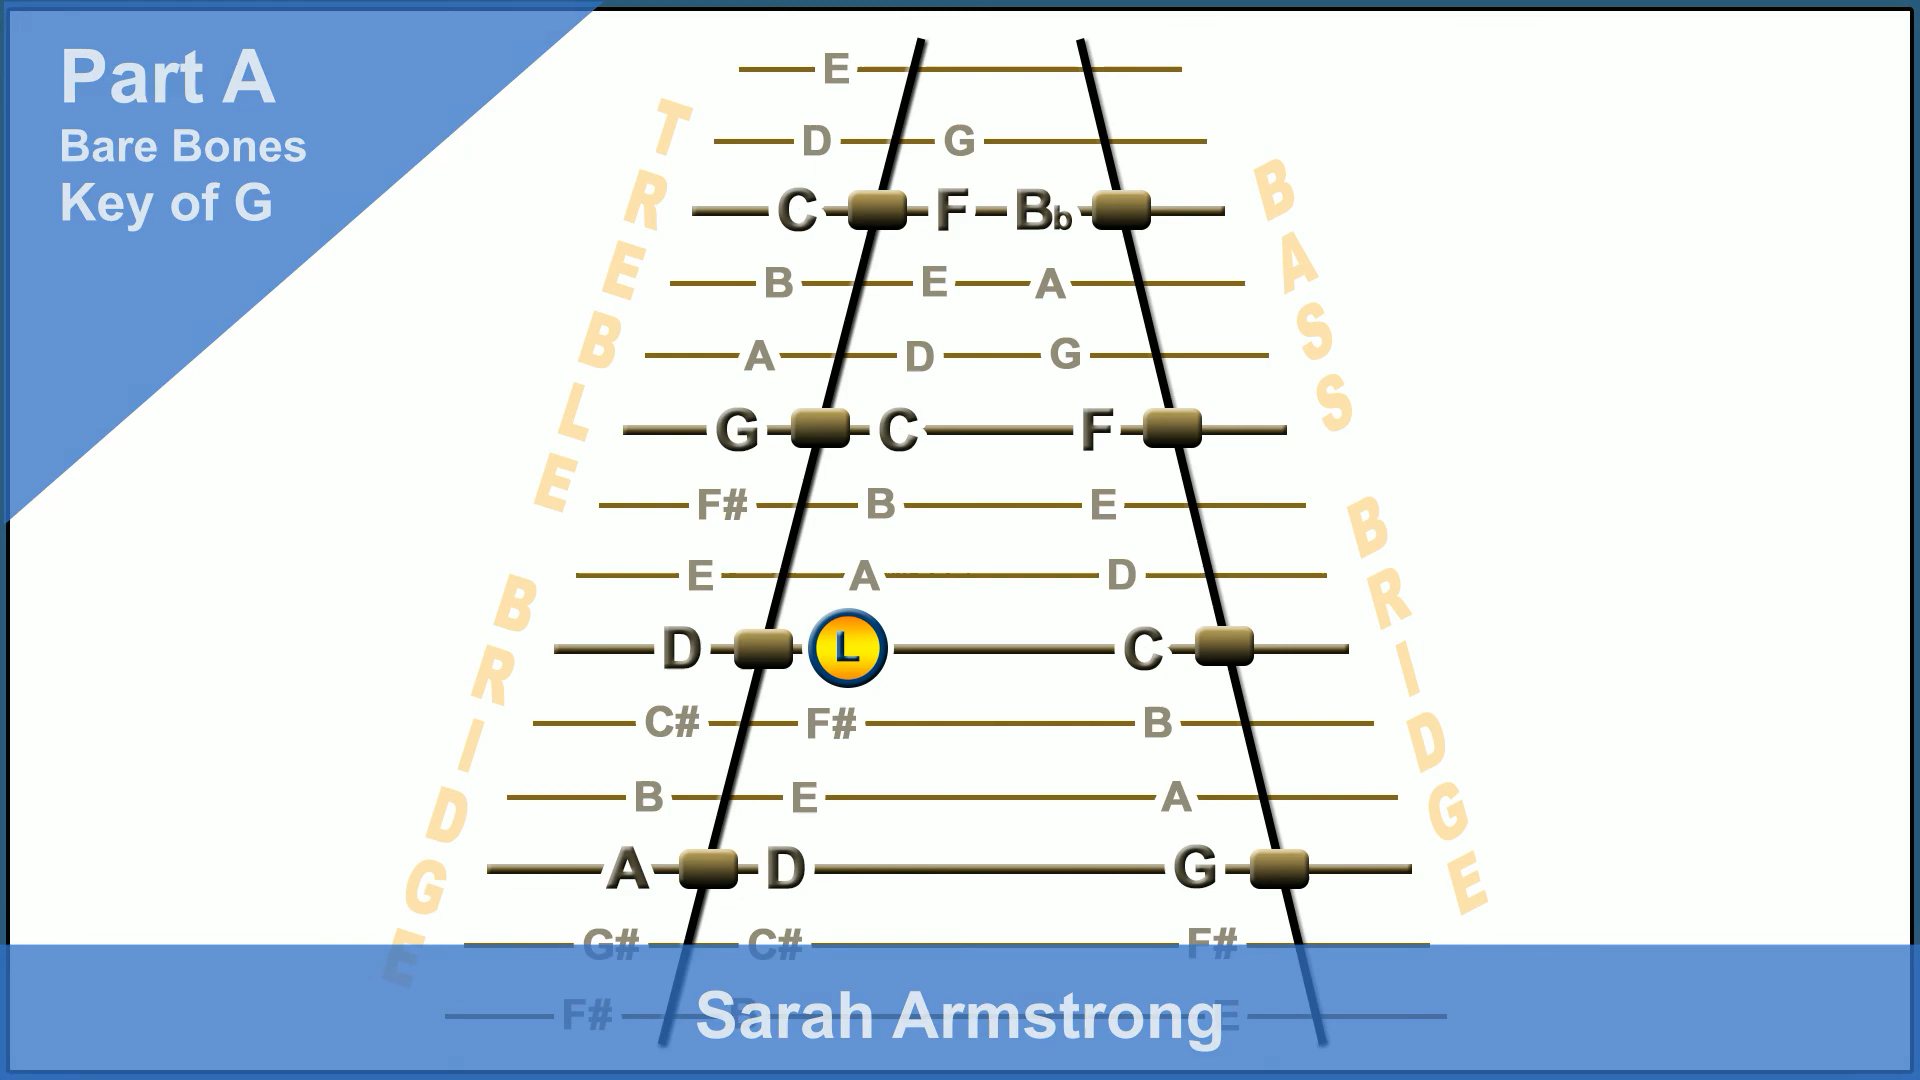 Part A
Bare Bones
Key of G
TREBLE BRIDGE
BASS BRIDGE
E
D G
C F Bb
B E A
A D G
G C F
F# B E
E A D
D L C
C# F# B
B E A
A D G
G# C# F#
F# B E
Sarah Armstrong